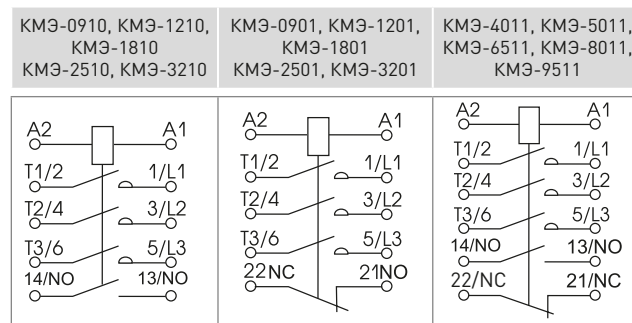 КМЭ-0910, КМЭ-1210,
КМЭ-1810
КМЭ-2510, КМЭ-3210
КМЭ-0901, КМЭ-1201,
КМЭ-1801
КМЭ-2501, КМЭ-3201
КМЭ-4011, КМЭ-5011,
КМЭ-6511, КМЭ-8011,
КМЭ-9511
A2 A1
T1/2 1/L1
T2/4 3/L2
T3/6 5/L3
14/NO 13/NO
A2 A1
T1/2 1/L1
T2/4 3/L2
T3/6 5/L3
22NC 21NO
A2 A1
T1/2 1/L1
T2/4 3/L2
T3/6 5/L3
14/NO 13/NO
22/NC 21/NC